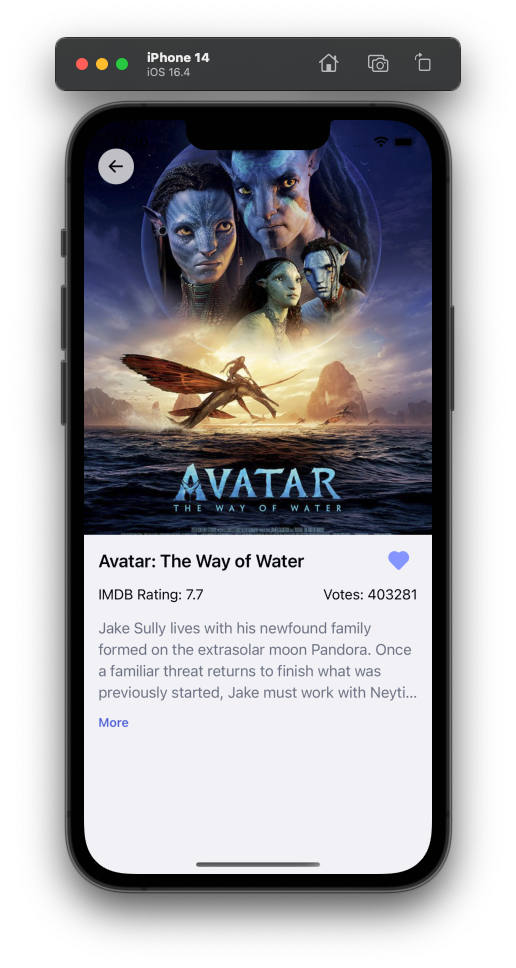 iPhone 14
iOS 16.4
AVATAR
THE WAY OF WATER
Avatar: The Way of Water
IMDB Rating: 7.7
Votes: 403281
Jake Sully lives with his newfound family
formed on the extrasolar moon Pandora. Once
a familiar threat returns to finish what was
previously started, Jake must work with Neyti...
More